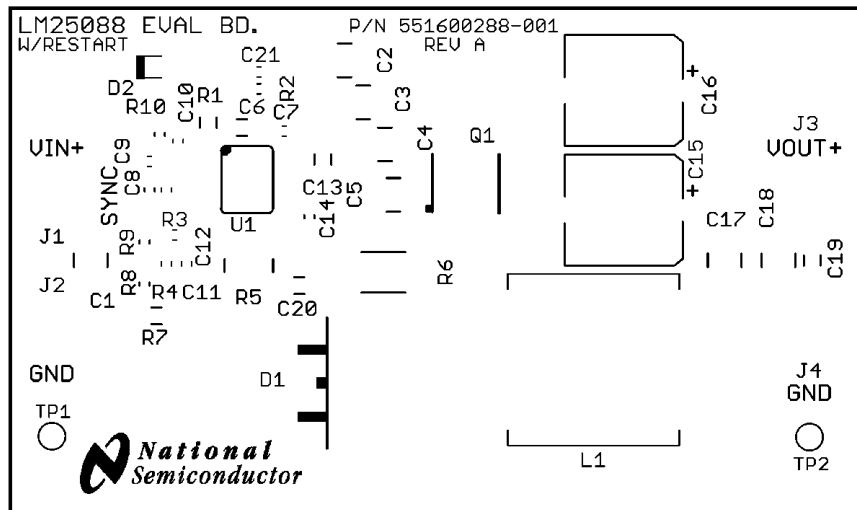 LM25088 EVAL BD.
P/N 551600288-001
W/RESTART
REV A
C21
C2
D2
C16
R2
C3
R10
C10
R1
C6
C7
J3
VIN+
C9
C4
Q1
VOUT+
C15
C8
C13
C5
SYNC
U1
C14
R3
C17
C18
J1
R9
C12
C19
J2
R8
R4
C11
R5
R6
C1
C20
R7
GND
D1
J4
GND
TP1
National
Semiconductor
L1
TP2
+
+